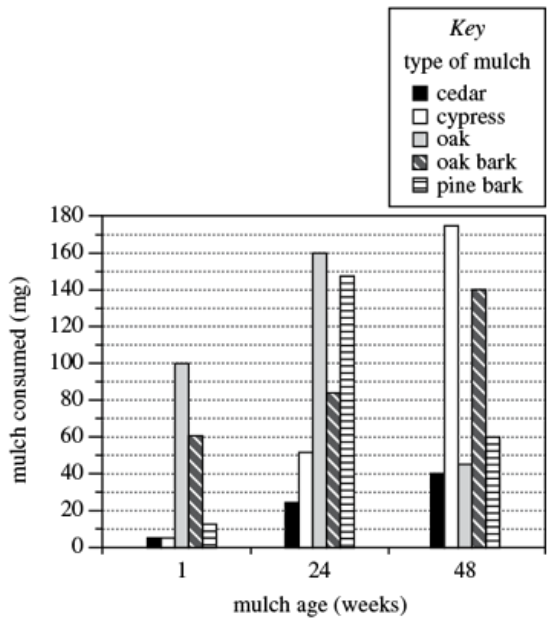 Key
type of mulch
cedar
cypress
oak
oak bark
pine bark
180
160
140
120
100
80
60
40
20
0
mulch consumed (mg)
1 24 48
mulch age (weeks)